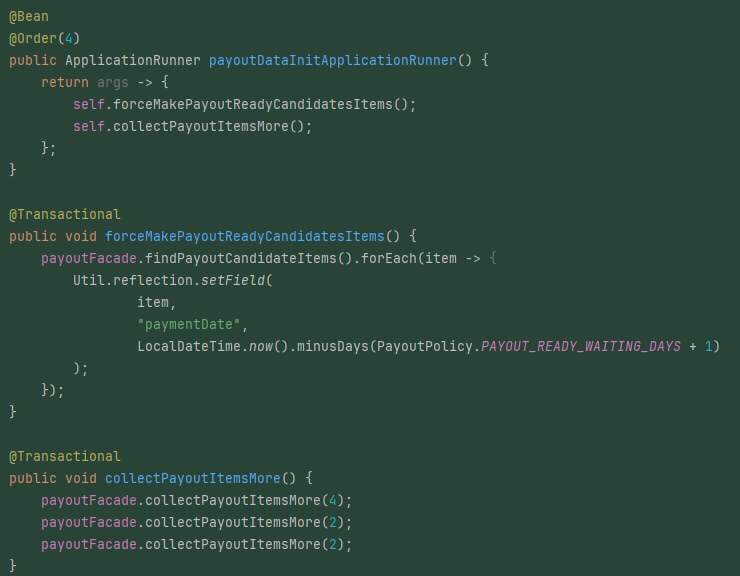 @Bean
@Order(4)
public ApplicationRunner payoutDataInitApplicationRunner() {
    return args -> {
        self.forceMakePayoutReadyCandidatesItems();
        self.collectPayoutItemsMore();
    };
}

@Transactional
public void forceMakePayoutReadyCandidatesItems() {
    payoutFacade.findPayoutCandidateItems().forEach(item -> {
        Util.reflection.setField(
                item,
                "paymentDate",
                LocalDateTime.now().minusDays(PayoutPolicy.PAYOUT_READY_WAITING_DAYS + 1)
        );
    });
}

@Transactional
public void collectPayoutItemsMore() {
    payoutFacade.collectPayoutItemsMore(4);
    payoutFacade.collectPayoutItemsMore(2);
    payoutFacade.collectPayoutItemsMore(2);
}